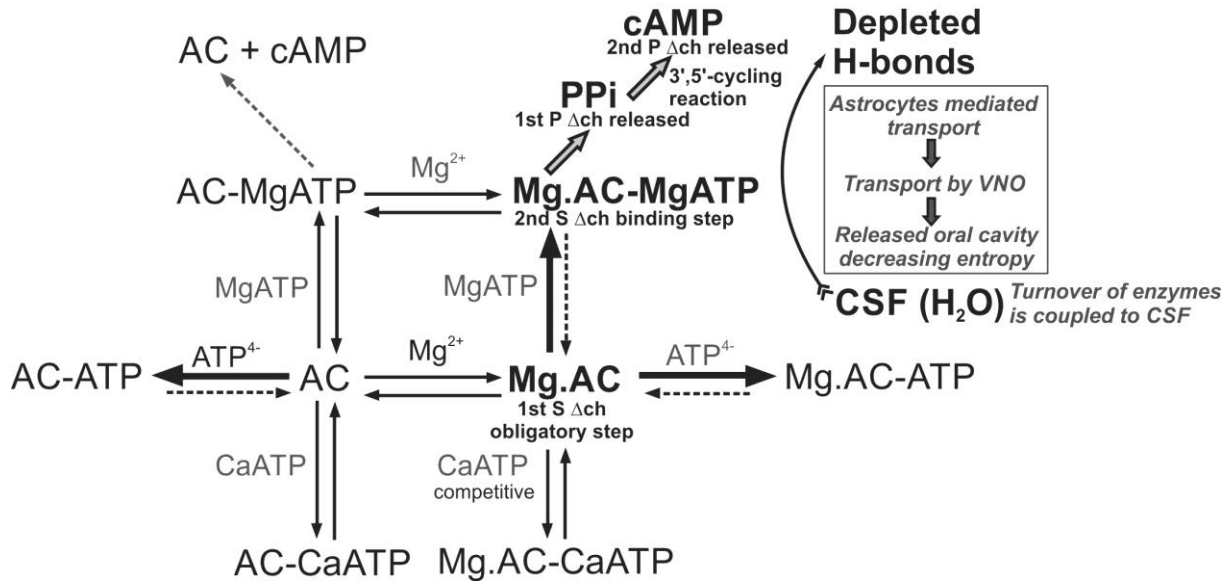 cAMP
2nd P Δch released
3',5'-cycling
reaction
PPi
1st P Δch released
AC + cAMP
Depleted
H-bonds
Astrocytes mediated
transport
Transport by VNO
Released oral cavity
decreasing entropy
CSF (H₂O)
Turnover of enzymes
is coupled to CSF
AC-MgATP
Mg²⁺
Mg.AC-MgATP
2nd S Δch binding step
MgATP
MgATP
AC-ATP
ATP⁴⁻
AC
Mg²⁺
Mg.AC
1st S Δch
obligatory step
ATP⁴⁻
Mg.AC-ATP
CaATP
CaATP
competitive
AC-CaATP
Mg.AC-CaATP